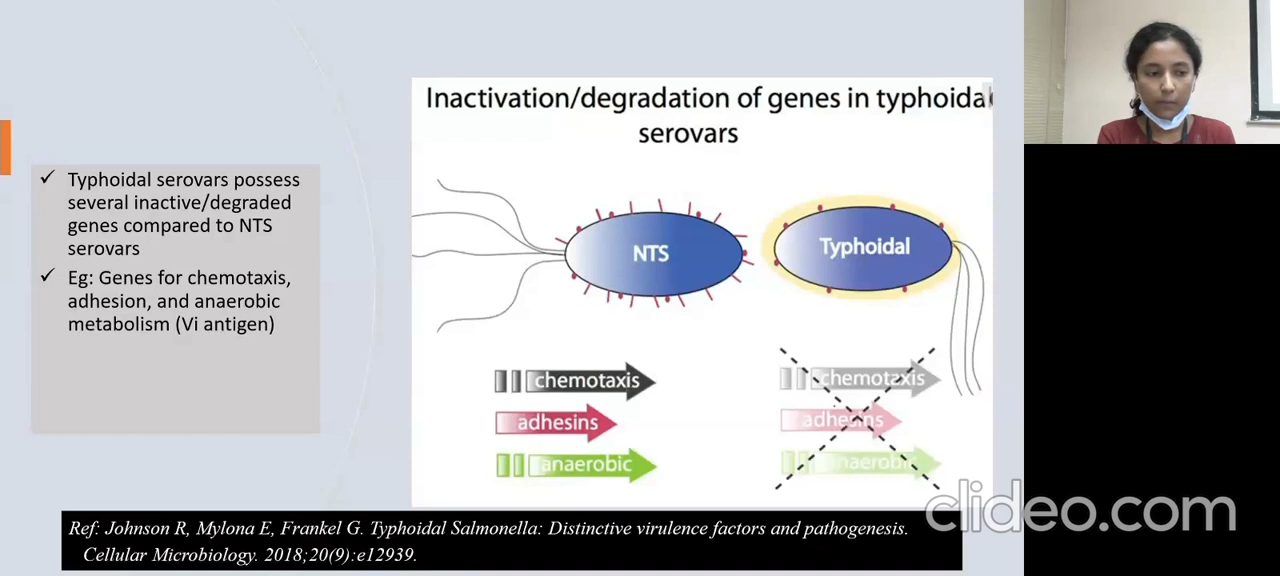 Inactivation/degradation of genes in typhoidal
serovars
✓ Typhoidal serovars possess
several inactive/degraded
genes compared to NTS
serovars
✓ Eg: Genes for chemotaxis,
adhesion, and anaerobic
metabolism (Vi antigen)
NTS
Typhoidal
chemotaxis
adhesins
anaerobic
chemotaxis
adhesins
anaerobic
Ref: Johnson R, Mylona E, Frankel G. Typhoidal Salmonella: Distinctive virulence factors and pathogenesis.
Cellular Microbiology. 2018;20(9):e12939.
clideo.com